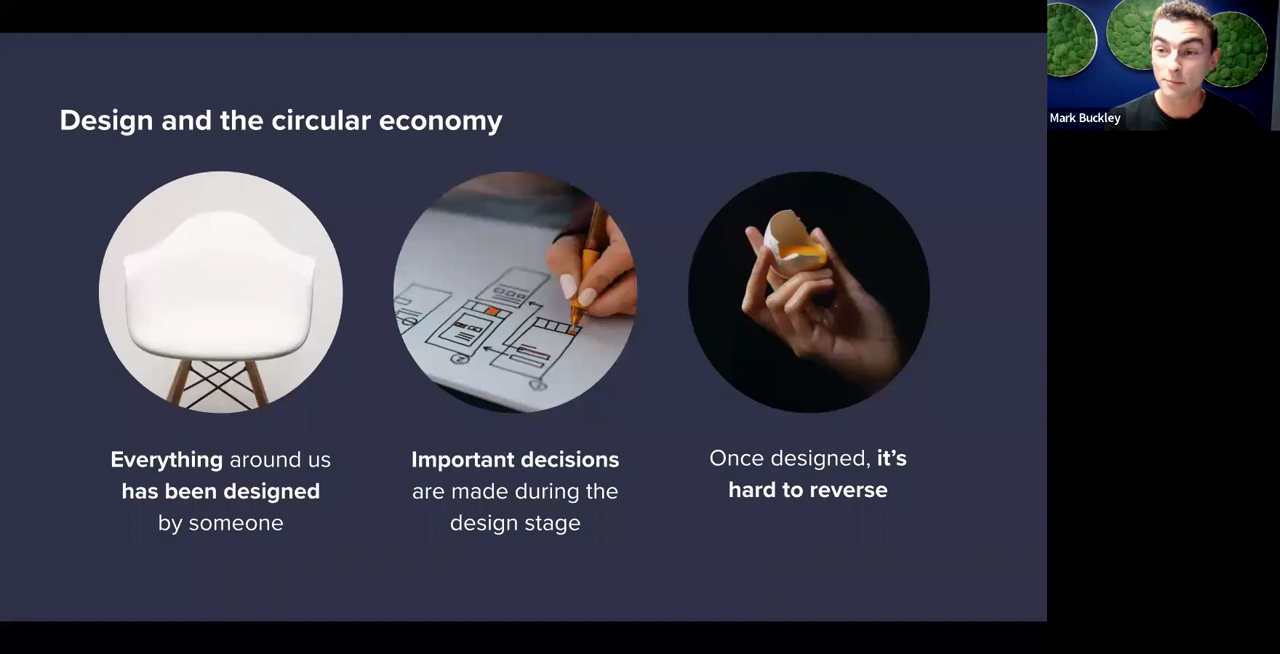 Design and the circular economy
Mark Buckley
Everything around us
has been designed
by someone
Important decisions
are made during the
design stage
Once designed, it’s
hard to reverse